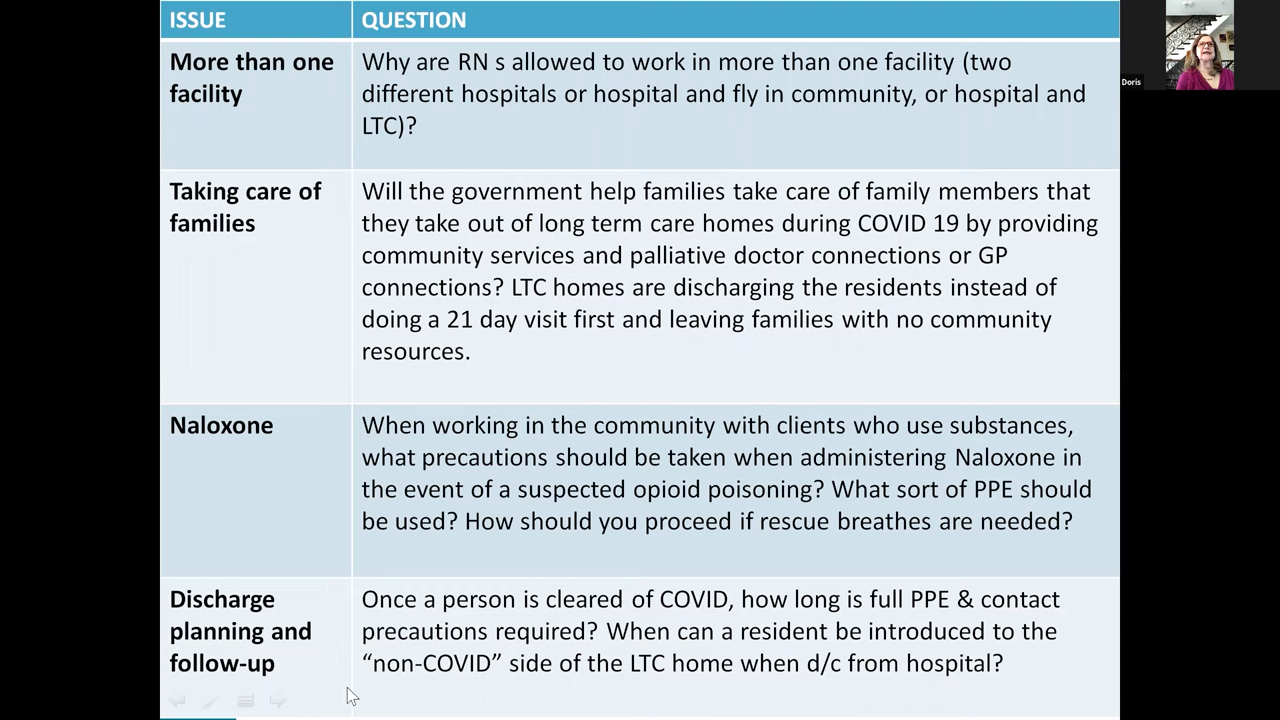 ISSUE
QUESTION
More than one
facility
Why are RN s allowed to work in more than one facility (two
different hospitals or hospital and fly in community, or hospital and
LTC)?
Taking care of
families
Will the government help families take care of family members that
they take out of long term care homes during COVID 19 by providing
community services and palliative doctor connections or GP
connections? LTC homes are discharging the residents instead of
doing a 21 day visit first and leaving families with no community
resources.
Naloxone
When working in the community with clients who use substances,
what precautions should be taken when administering Naloxone in
the event of a suspected opioid poisoning? What sort of PPE should
be used? How should you proceed if rescue breathes are needed?
Discharge
planning and
follow-up
Once a person is cleared of COVID, how long is full PPE & contact
precautions required? When can a resident be introduced to the
“non-COVID” side of the LTC home when d/c from hospital?
Doris